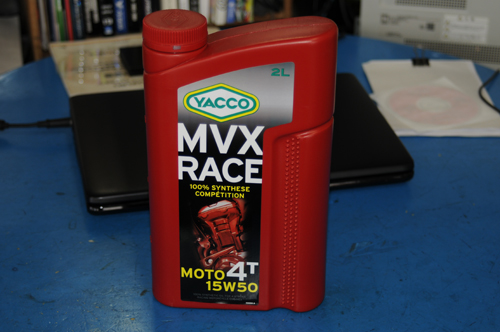 2L
YACCO
MVX
RACE
100% SYNTHESE
COMPÉTITION
MOTO 4T
15W50